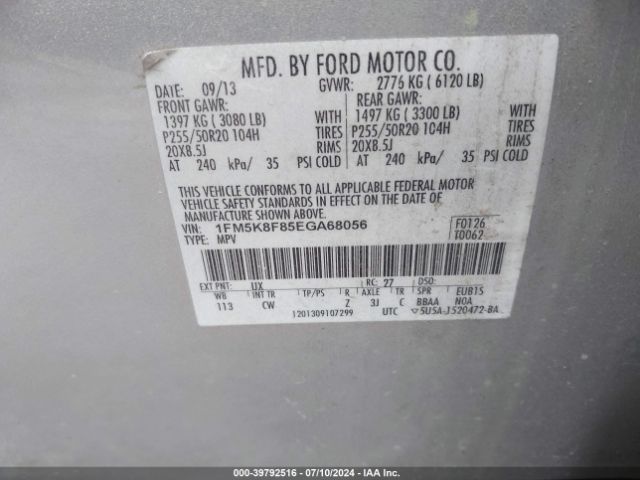 MFD. BY FORD MOTOR CO.
DATE: 09/13 GVWR: 2776 KG ( 6120 LB)
FRONT GAWR: REAR GAWR:
1397 KG ( 3080 LB) WITH 1497 KG ( 3300 LB) WITH
P255/50R20 104H TIRES P255/50R20 104H TIRES
20X8.5J RIMS 20X8.5J RIMS
AT 240 kPa/ 35 PSI COLD AT 240 kPa/ 35 PSI COLD
THIS VEHICLE CONFORMS TO ALL APPLICABLE FEDERAL MOTOR
VEHICLE SAFETY STANDARDS IN EFFECT ON THE DATE OF
MANUFACTURE SHOWN ABOVE.
VIN: 1FM5K8F85EGA68056 F0126
TYPE: MPV T0062
EXT PNT: UX RC: 27 DSO:
WB INT TR TP/PS R AXLE TR SPR EUB1S
113 CW Z 3J C BBAA N0A
1201309107299 UTC ▽5U5A-1520472-BA
000-39792516 - 07/10/2024 - IAA Inc.